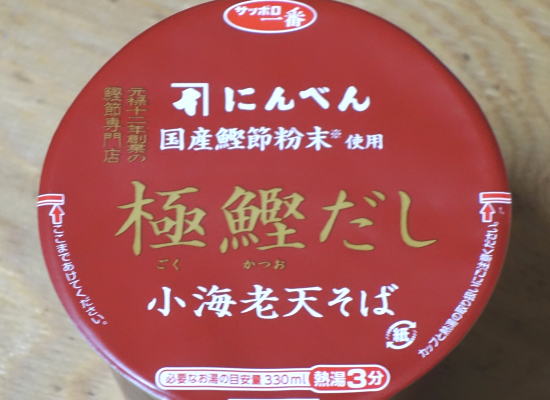 サッポロ一番
にんべん
元禄十二年創業の
鰹節専門店
国産鰹節粉末※使用
極鰹だし
ごく かつお
小海老天そば
ここまであけてください。
紙
必要なお湯の目安量330ml 熱湯3分